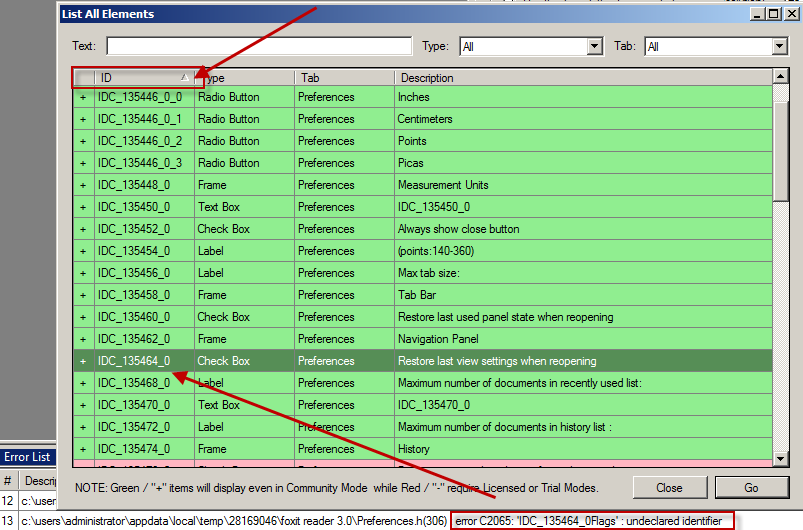 List All Elements
Text: Type: All Tab: All
ID Type Tab Description
+ IDC_135446_0_0 Radio Button Preferences Inches
+ IDC_135446_0_1 Radio Button Preferences Centimeters
+ IDC_135446_0_2 Radio Button Preferences Points
+ IDC_135446_0_3 Radio Button Preferences Picas
+ IDC_135448_0 Frame Preferences Measurement Units
+ IDC_135450_0 Text Box Preferences IDC_135450_0
+ IDC_135452_0 Check Box Preferences Always show close button
+ IDC_135454_0 Label Preferences (points:140-360)
+ IDC_135456_0 Label Preferences Max tab size:
+ IDC_135458_0 Frame Preferences Tab Bar
+ IDC_135460_0 Check Box Preferences Restore last used panel state when reopening
+ IDC_135462_0 Frame Preferences Navigation Panel
+ IDC_135464_0 Check Box Preferences Restore last view settings when reopening
+ IDC_135468_0 Label Preferences Maximum number of documents in recently used list:
+ IDC_135470_0 Text Box Preferences IDC_135470_0
+ IDC_135472_0 Label Preferences Maximum number of documents in history list :
+ IDC_135474_0 Frame Preferences History
NOTE: Green / "+" items will display even in Community Mode while Red / "-" require Licensed or Trial Modes. Close Go
Error List
# Descrip
12 c:\user
13 c:\users\administrator\appdata\local\temp\28169046\foxit reader 3.0\Preferences.h(306) error C2065: 'IDC_135464_0Flags' : undeclared identifier